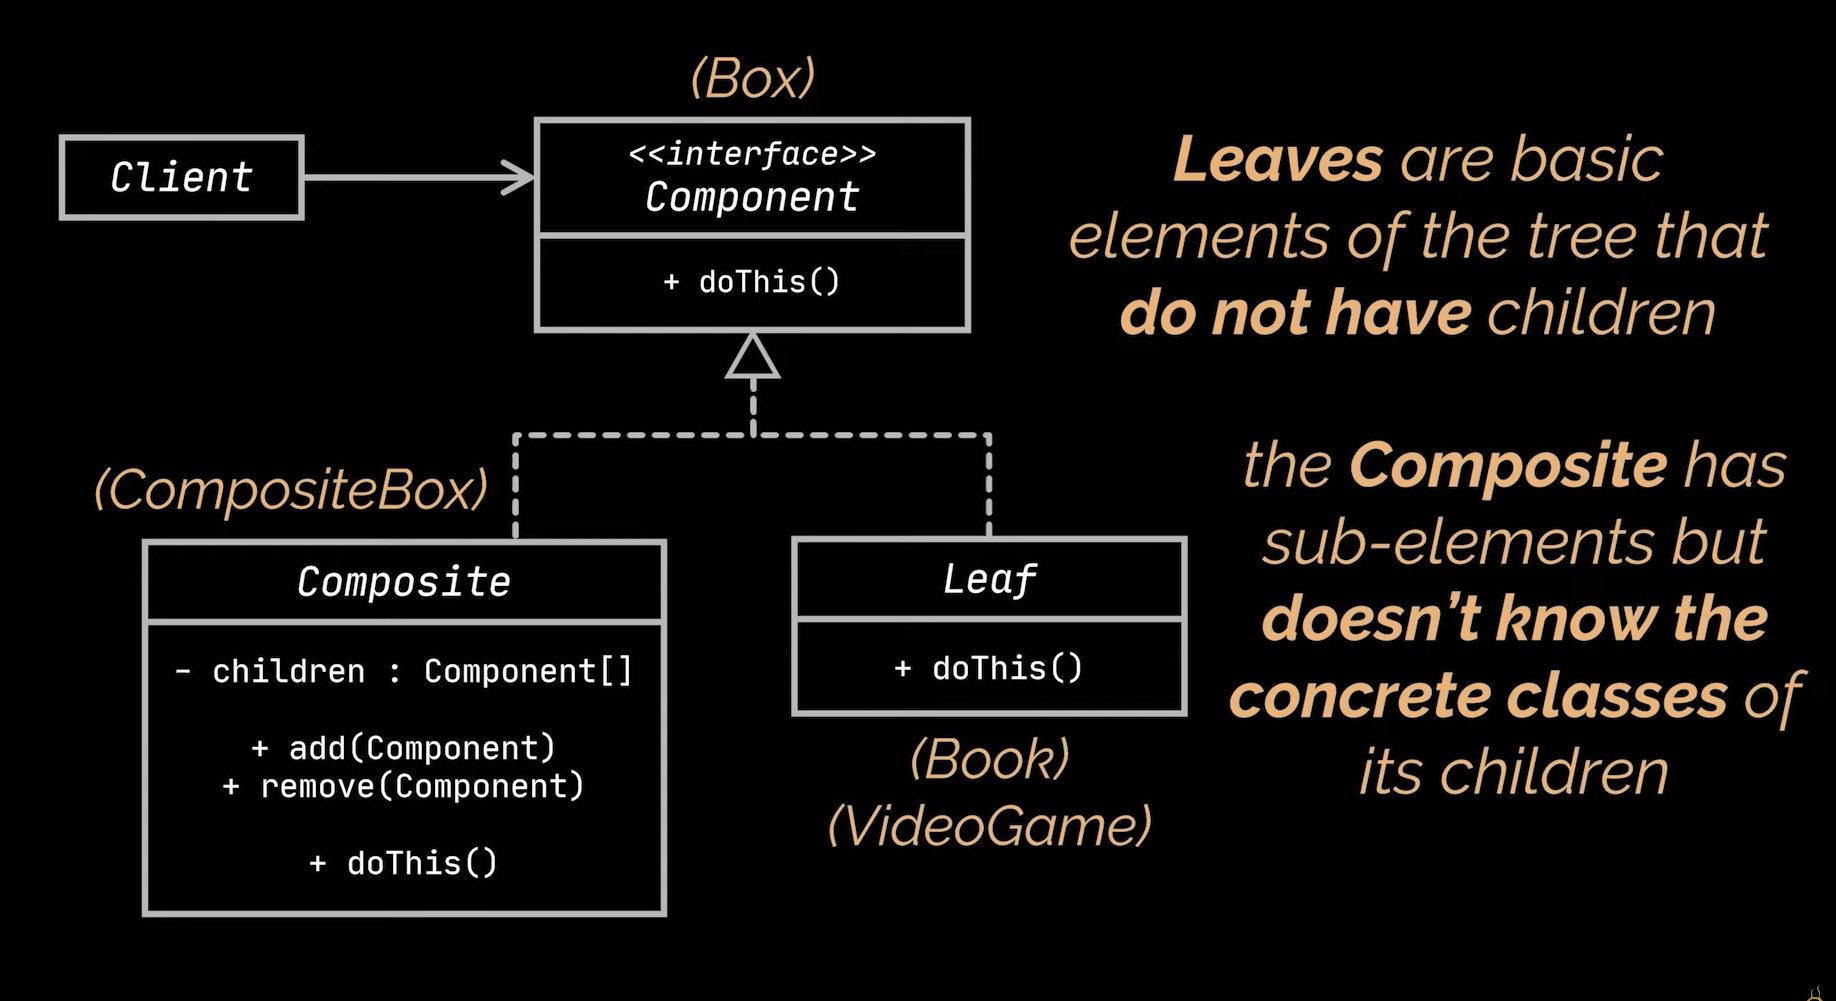 (Box)
Client
<<interface>>
Component
+ doThis()
Leaves are basic
elements of the tree that
do not have children
(CompositeBox)
Composite
- children : Component[]
+ add(Component)
+ remove(Component)
+ doThis()
Leaf
+ doThis()
(Book)
(VideoGame)
the Composite has
sub-elements but
doesn't know the
concrete classes of
its children